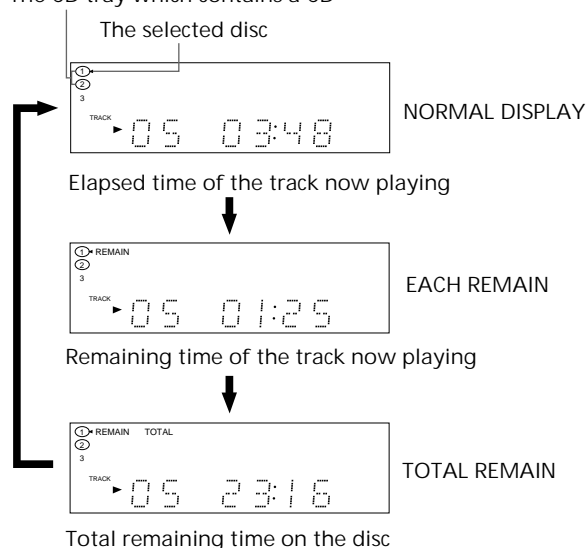 The CD tray which contains a CD
The selected disc
1
2
3
TRACK
05 03:48
NORMAL DISPLAY
Elapsed time of the track now playing
1 REMAIN
2
3
TRACK
05 01:25
EACH REMAIN
Remaining time of the track now playing
1 REMAIN TOTAL
2
3
TRACK
05 23:16
TOTAL REMAIN
Total remaining time on the disc